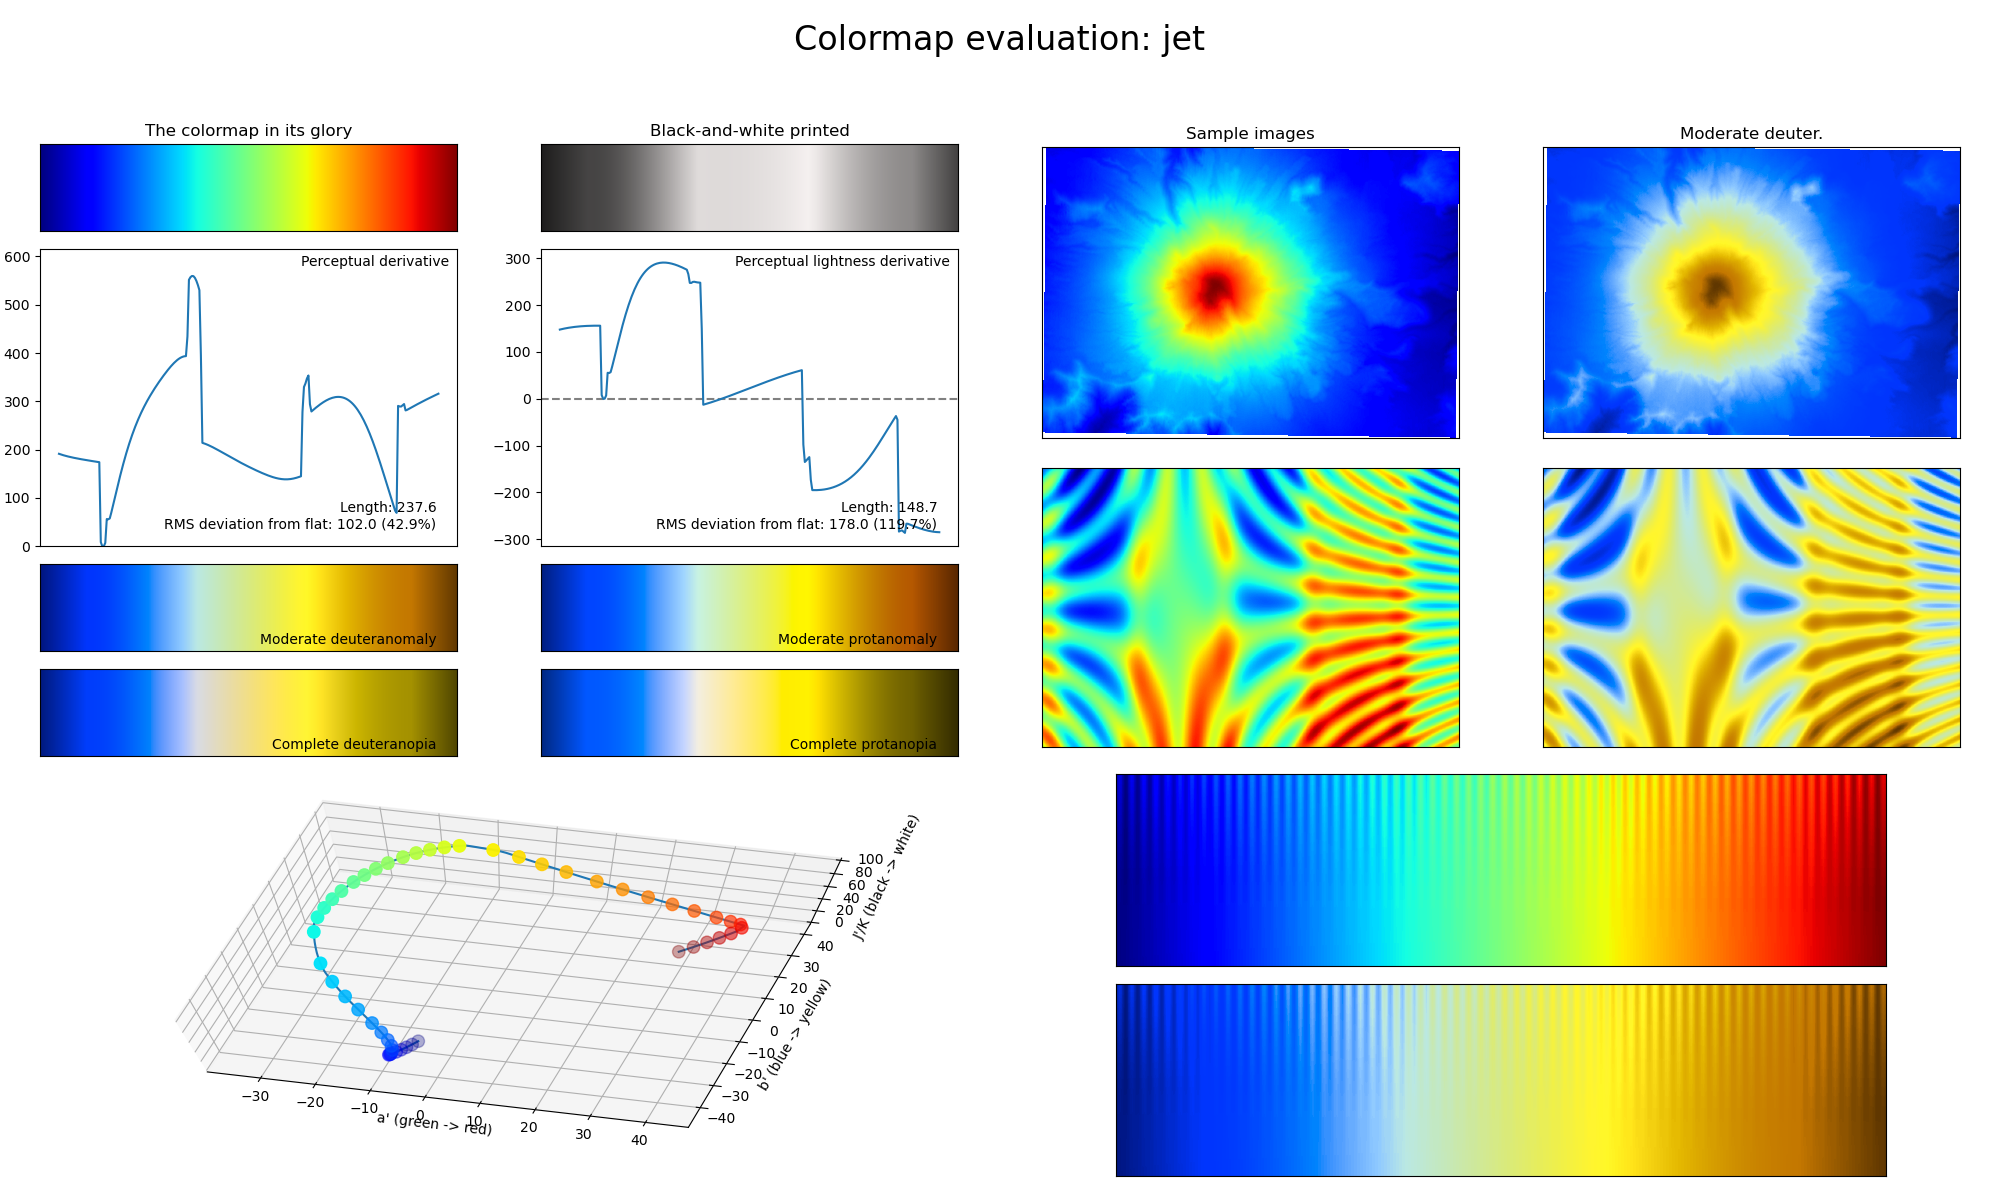 Colormap evaluation: jet
The colormap in its glory
Black-and-white printed
Sample images
Moderate deuter.
600
500
400
300
200
100
0
Perceptual derivative
Length: 237.6
RMS deviation from flat: 102.0 (42.9%)
300
200
100
0
−100
−200
−300
Perceptual lightness derivative
Length: 148.7
RMS deviation from flat: 178.0 (119.7%)
Moderate deuteranomaly
Moderate protanomaly
Complete deuteranopia
Complete protanopia
−30
−20
−10
0
10
20
30
40
a' (green -> red)
−40
−30
−20
−10
0
10
20
30
40
b' (blue -> yellow)
0
20
40
60
80
100
J'/K (black -> white)